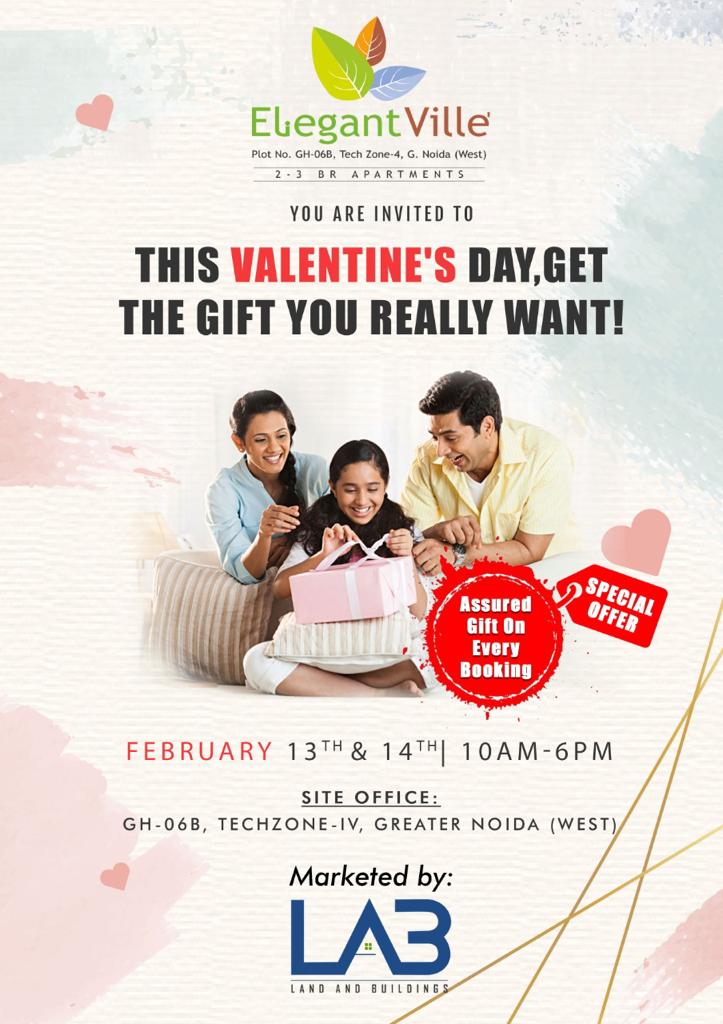 ElegantVille
Plot No. GH-06B, Tech Zone-4, G. Noida (West)
2-3 BR APARTMENTS
YOU ARE INVITED TO
THIS VALENTINE'S DAY,GET
THE GIFT YOU REALLY WANT!
Assured
Gift On
Every
Booking
SPECIAL
OFFER
FEBRUARY 13TH & 14TH| 10AM-6PM
SITE OFFICE:
GH-06B, TECHZONE-IV, GREATER NOIDA (WEST)
Marketed by:
LAB
LAND AND BUILDINGS